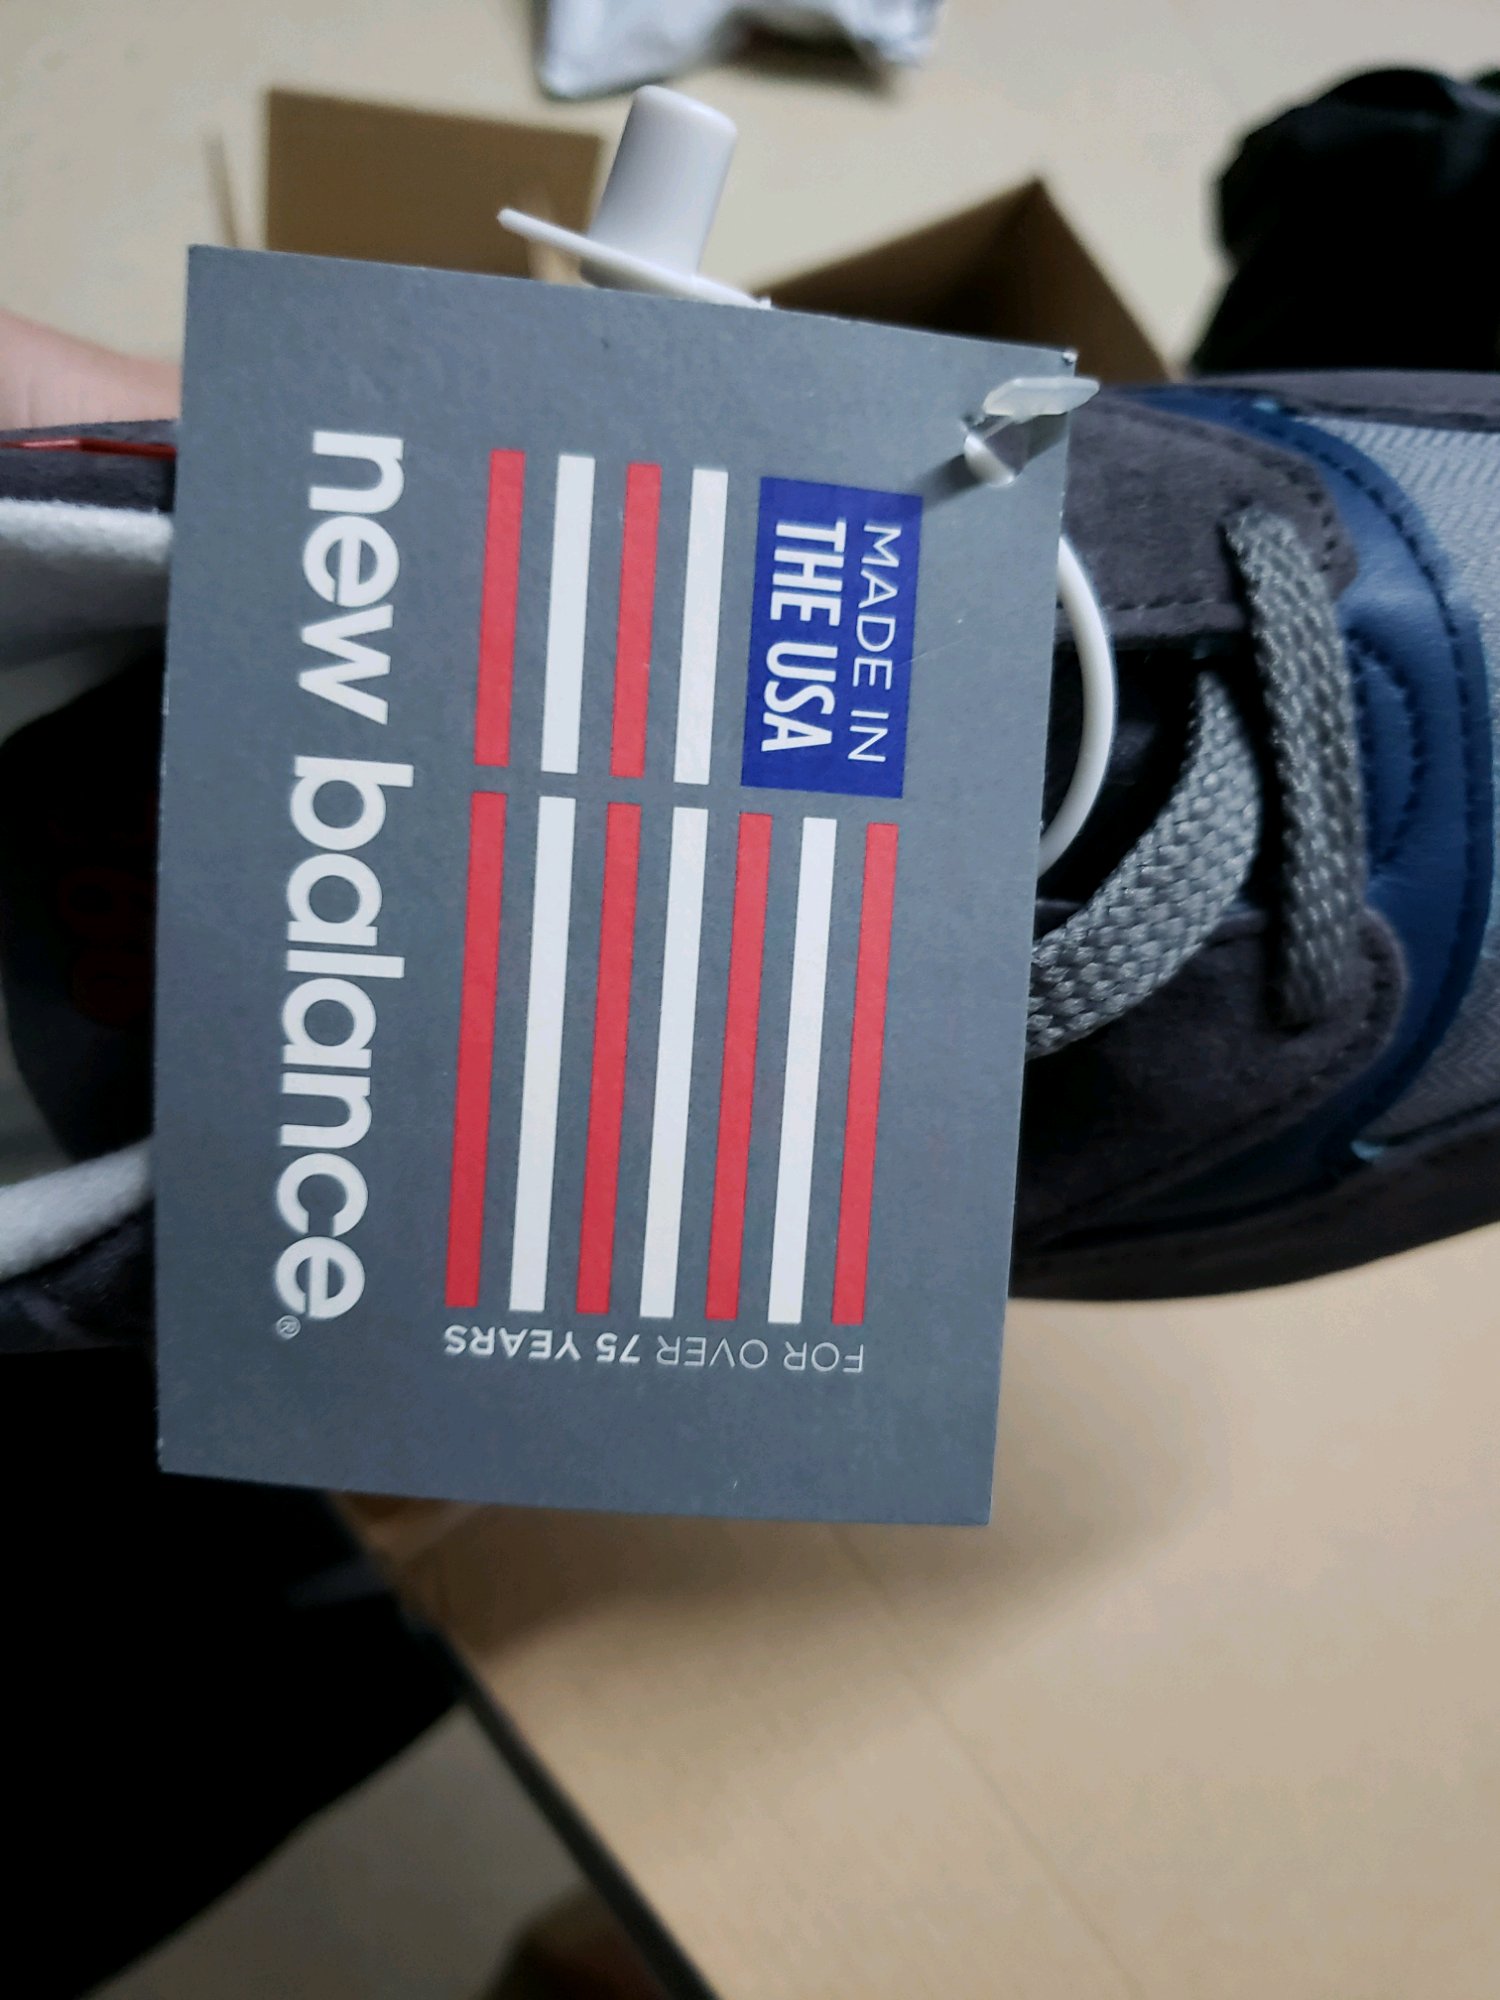 MADE IN
THE USA
FOR OVER 75 YEARS
new balance®